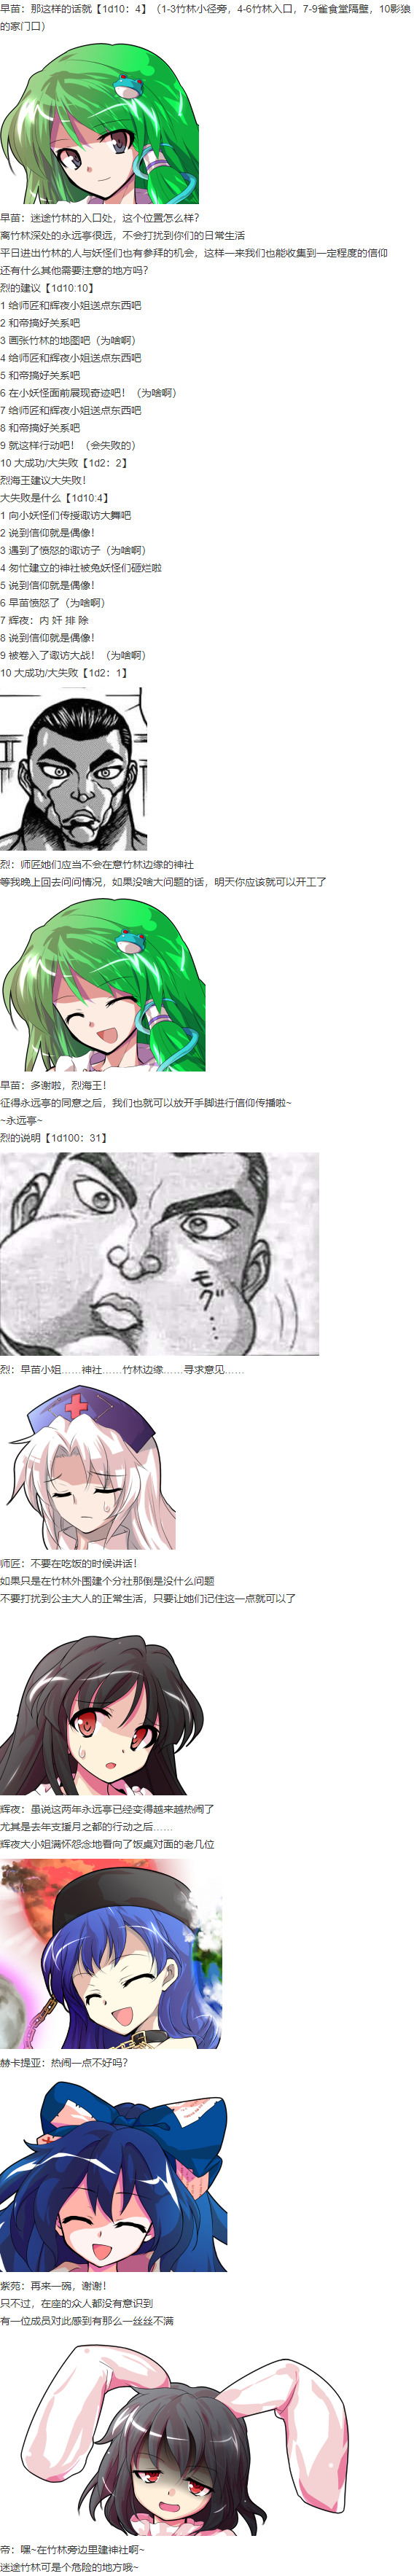 早苗：那这样的话就【1d10：4】（1-3竹林小径旁，4-6竹林入口，7-9雀食堂隔壁，10影狼
的家门口）
早苗：迷途竹林的入口处，这个位置怎么样？
离竹林深处的永远亭很远，不会打扰到你们的日常生活
平日进出竹林的人与妖怪们也有参拜的机会，这样一来我们也能收集到一定程度的信仰
还有什么其他需要注意的地方吗？
烈的建议【1d10:10】
1 给师匠和辉夜小姐送点东西吧
2 和帝搞好关系吧
3 画张竹林的地图吧（为啥啊）
4 给师匠和辉夜小姐送点东西吧
5 和帝搞好关系吧
6 在小妖怪面前展现奇迹吧！（为啥啊）
7 给师匠和辉夜小姐送点东西吧
8 和帝搞好关系吧
9 就这样行动吧！（会失败的）
10 大成功/大失败【1d2：2】
烈海王建议大失败！
大失败是什么【1d10:4】
1 向小妖怪们传授诹访大舞吧
2 说到信仰就是偶像！
3 遇到了愤怒的诹访子（为啥啊）
4 匆忙建立的神社被兔妖怪们砸烂啦
5 说到信仰就是偶像！
6 早苗愤怒了（为啥啊）
7 辉夜：内 奸 排 除
8 说到信仰就是偶像！
9 被卷入了诹访大战！（为啥啊）
10 大成功/大失败【1d2：1】
烈：师匠她们应当不会在意竹林边缘的神社
等我晚上回去问问情况，如果没啥大问题的话，明天你应该就可以开工了
早苗：多谢啦，烈海王！
征得永远亭的同意之后，我们也就可以放开手脚进行信仰传播啦~
~永远亭~
烈的说明【1d100：31】
モグ…
烈：早苗小姐……神社……竹林边缘……寻求意见……
师匠：不要在吃饭的时候讲话！
如果只是在竹林外围建个分社那倒是没什么问题
不要打扰到公主大人的正常生活，只要让她们记住这一点就可以了
辉夜：虽说这两年永远亭已经变得越来越热闹了
尤其是去年支援月之都的行动之后……
辉夜大小姐满怀怨念地看向了饭桌对面的老几位
赫卡提亚：热闹一点不好吗？
紫苑：再来一碗，谢谢！
只不过，在座的众人都没有意识到
有一位成员对此感到有那么一丝丝不满
帝：嘿~在竹林旁边里建神社啊~
迷途竹林可是个危险的地方哦~